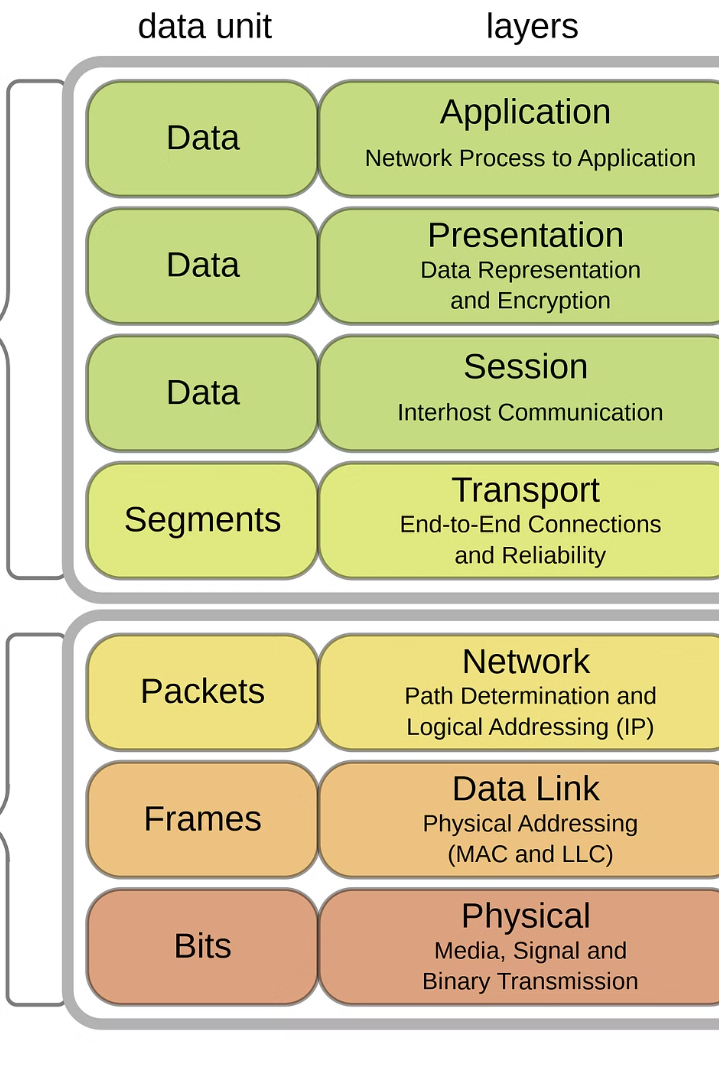 data unit layers
Data
Application
Network Process to Application
Data
Presentation
Data Representation
and Encryption
Data
Session
Interhost Communication
Segments
Transport
End-to-End Connections
and Reliability
Packets
Network
Path Determination and
Logical Addressing (IP)
Frames
Data Link
Physical Addressing
(MAC and LLC)
Bits
Physical
Media, Signal and
Binary Transmission